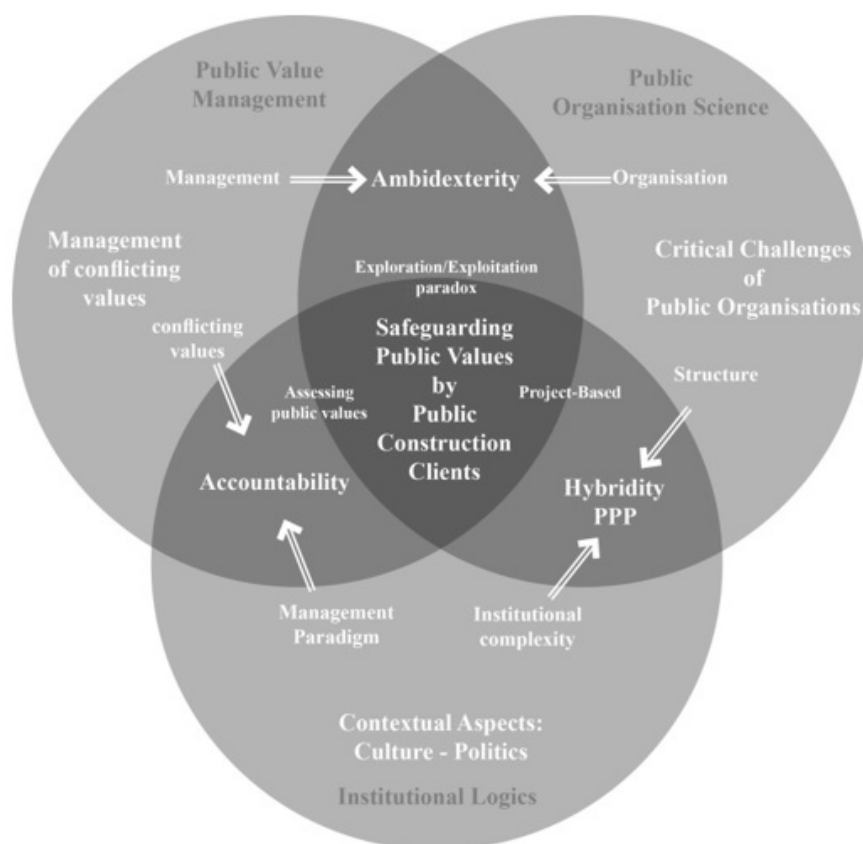 Public Value
Management
Public
Organisation Science
Management
Ambidexterity
Organisation
Management
of conflicting
values
Critical Challenges
of
Public Organisations
Exploration/Exploitation
paradox
conflicting
values
Safeguarding
Public Values
by
Public
Construction
Clients
Assessing
public values
Project-Based
Structure
Accountability
Hybridity
PPP
Management
Paradigm
Institutional
complexity
Contextual Aspects:
Culture - Politics
Institutional Logics